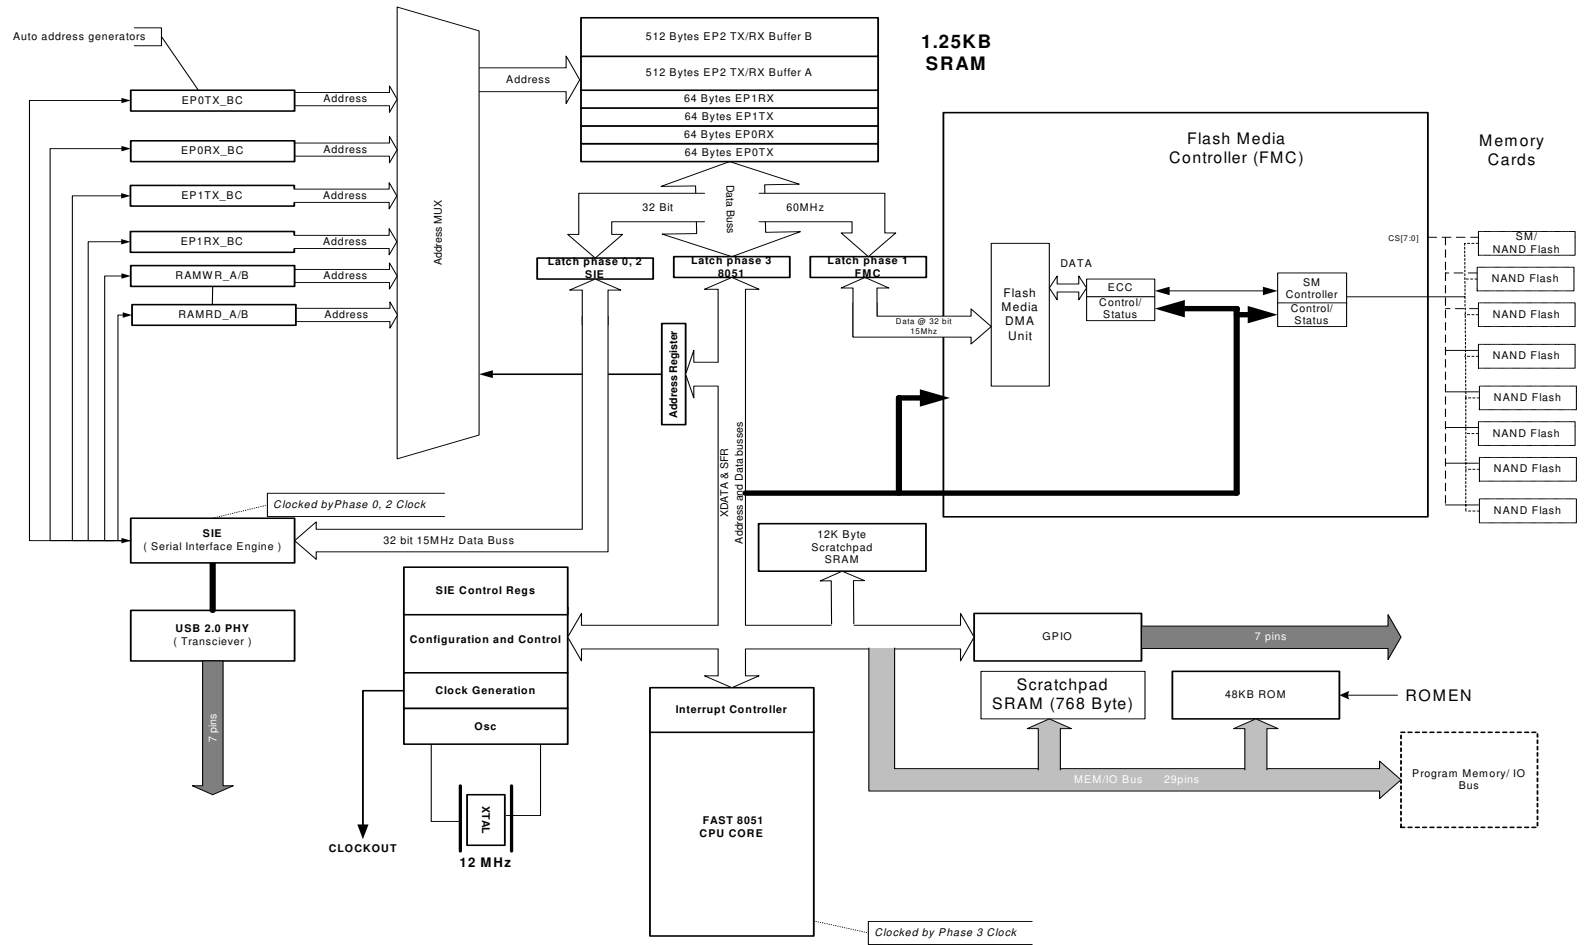 Auto address generators
EP0TX_BC
Address
EP0RX_BC
Address
EP1TX_BC
Address
EP1RX_BC
Address
RAMWR_A/B
Address
RAMRD_A/B
Address
Address MUX
Address
512 Bytes EP2 TX/RX Buffer B
512 Bytes EP2 TX/RX Buffer A
64 Bytes EP1RX
64 Bytes EP1TX
64 Bytes EP0RX
64 Bytes EP0TX
1.25KB
SRAM
32 Bit
Data Buss
60MHz
Latch phase 0, 2
SIE
Latch phase 3
8051
Latch phase 1
FMC
Address Register
Data @ 32 bit
15Mhz
Flash Media
Controller (FMC)
Flash
Media
DMA
Unit
DATA
ECC
Control/
Status
SM
Controller
Control/
Status
CS[7:0]
Memory
Cards
SM/
NAND Flash
NAND Flash
NAND Flash
NAND Flash
NAND Flash
NAND Flash
NAND Flash
NAND Flash
XDATA & SFR
Address and Data busses
Clocked byPhase 0, 2 Clock
SIE
( Serial Interface Engine )
32 bit 15MHz Data Buss
USB 2.0 PHY
( Transciever )
7 pins
SIE Control Regs
Configuration and Control
Clock Generation
Osc
XTAL
12 MHz
CLOCKOUT
12K Byte
Scratchpad
SRAM
GPIO
7 pins
Scratchpad
SRAM (768 Byte)
48KB ROM
ROMEN
MEM/IO Bus 29pins
Program Memory/ IO
Bus
Interrupt Controller
FAST 8051
CPU CORE
Clocked by Phase 3 Clock